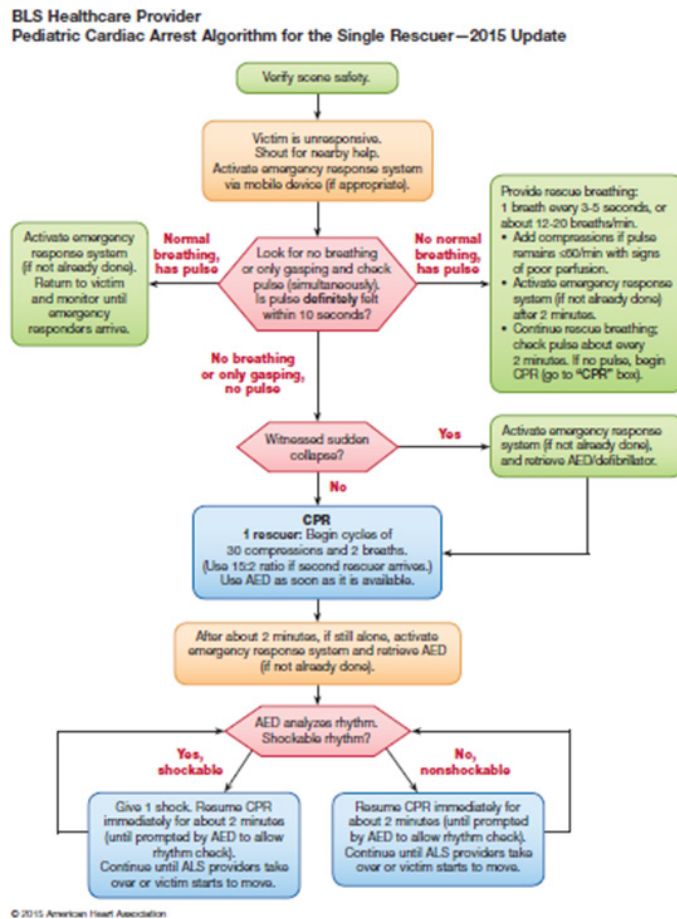 BLS Healthcare Provider
Pediatric Cardiac Arrest Algorithm for the Single Rescuer—2015 Update
Verify scene safety.
Victim is unresponsive.
Shout for nearby help.
Activate emergency response system
via mobile device (if appropriate).
Activate emergency
response system
(if not already done).
Return to victim
and monitor until
emergency
responders arrive.
Normal
breathing,
has pulse
Look for no breathing
or only gasping and check
pulse (simultaneously).
Is pulse definitely felt
within 10 seconds?
No normal
breathing,
has pulse
Provide rescue breathing:
1 breath every 3-5 seconds, or
about 12-20 breaths/min.
• Add compressions if pulse
remains ≤60/min with signs
of poor perfusion.
• Activate emergency response
system (if not already done)
after 2 minutes.
• Continue rescue breathing;
check pulse about every
2 minutes. If no pulse, begin
CPR (go to “CPR” box).
No breathing
or only gasping,
no pulse
Witnessed sudden
collapse?
Yes
Activate emergency response
system (if not already done),
and retrieve AED/defibrillator.
No
CPR
1 rescuer: Begin cycles of
30 compressions and 2 breaths.
(Use 15:2 ratio if second rescuer arrives.)
Use AED as soon as it is available.
After about 2 minutes, if still alone, activate
emergency response system and retrieve AED
(if not already done).
AED analyzes rhythm.
Shockable rhythm?
Yes,
shockable
No,
nonshockable
Give 1 shock. Resume CPR
immediately for about 2 minutes
(until prompted by AED to allow
rhythm check).
Continue until ALS providers take
over or victim starts to move.
Resume CPR immediately for
about 2 minutes (until prompted
by AED to allow rhythm check).
Continue until ALS providers take
over or victim starts to move.
© 2015 American Heart Association